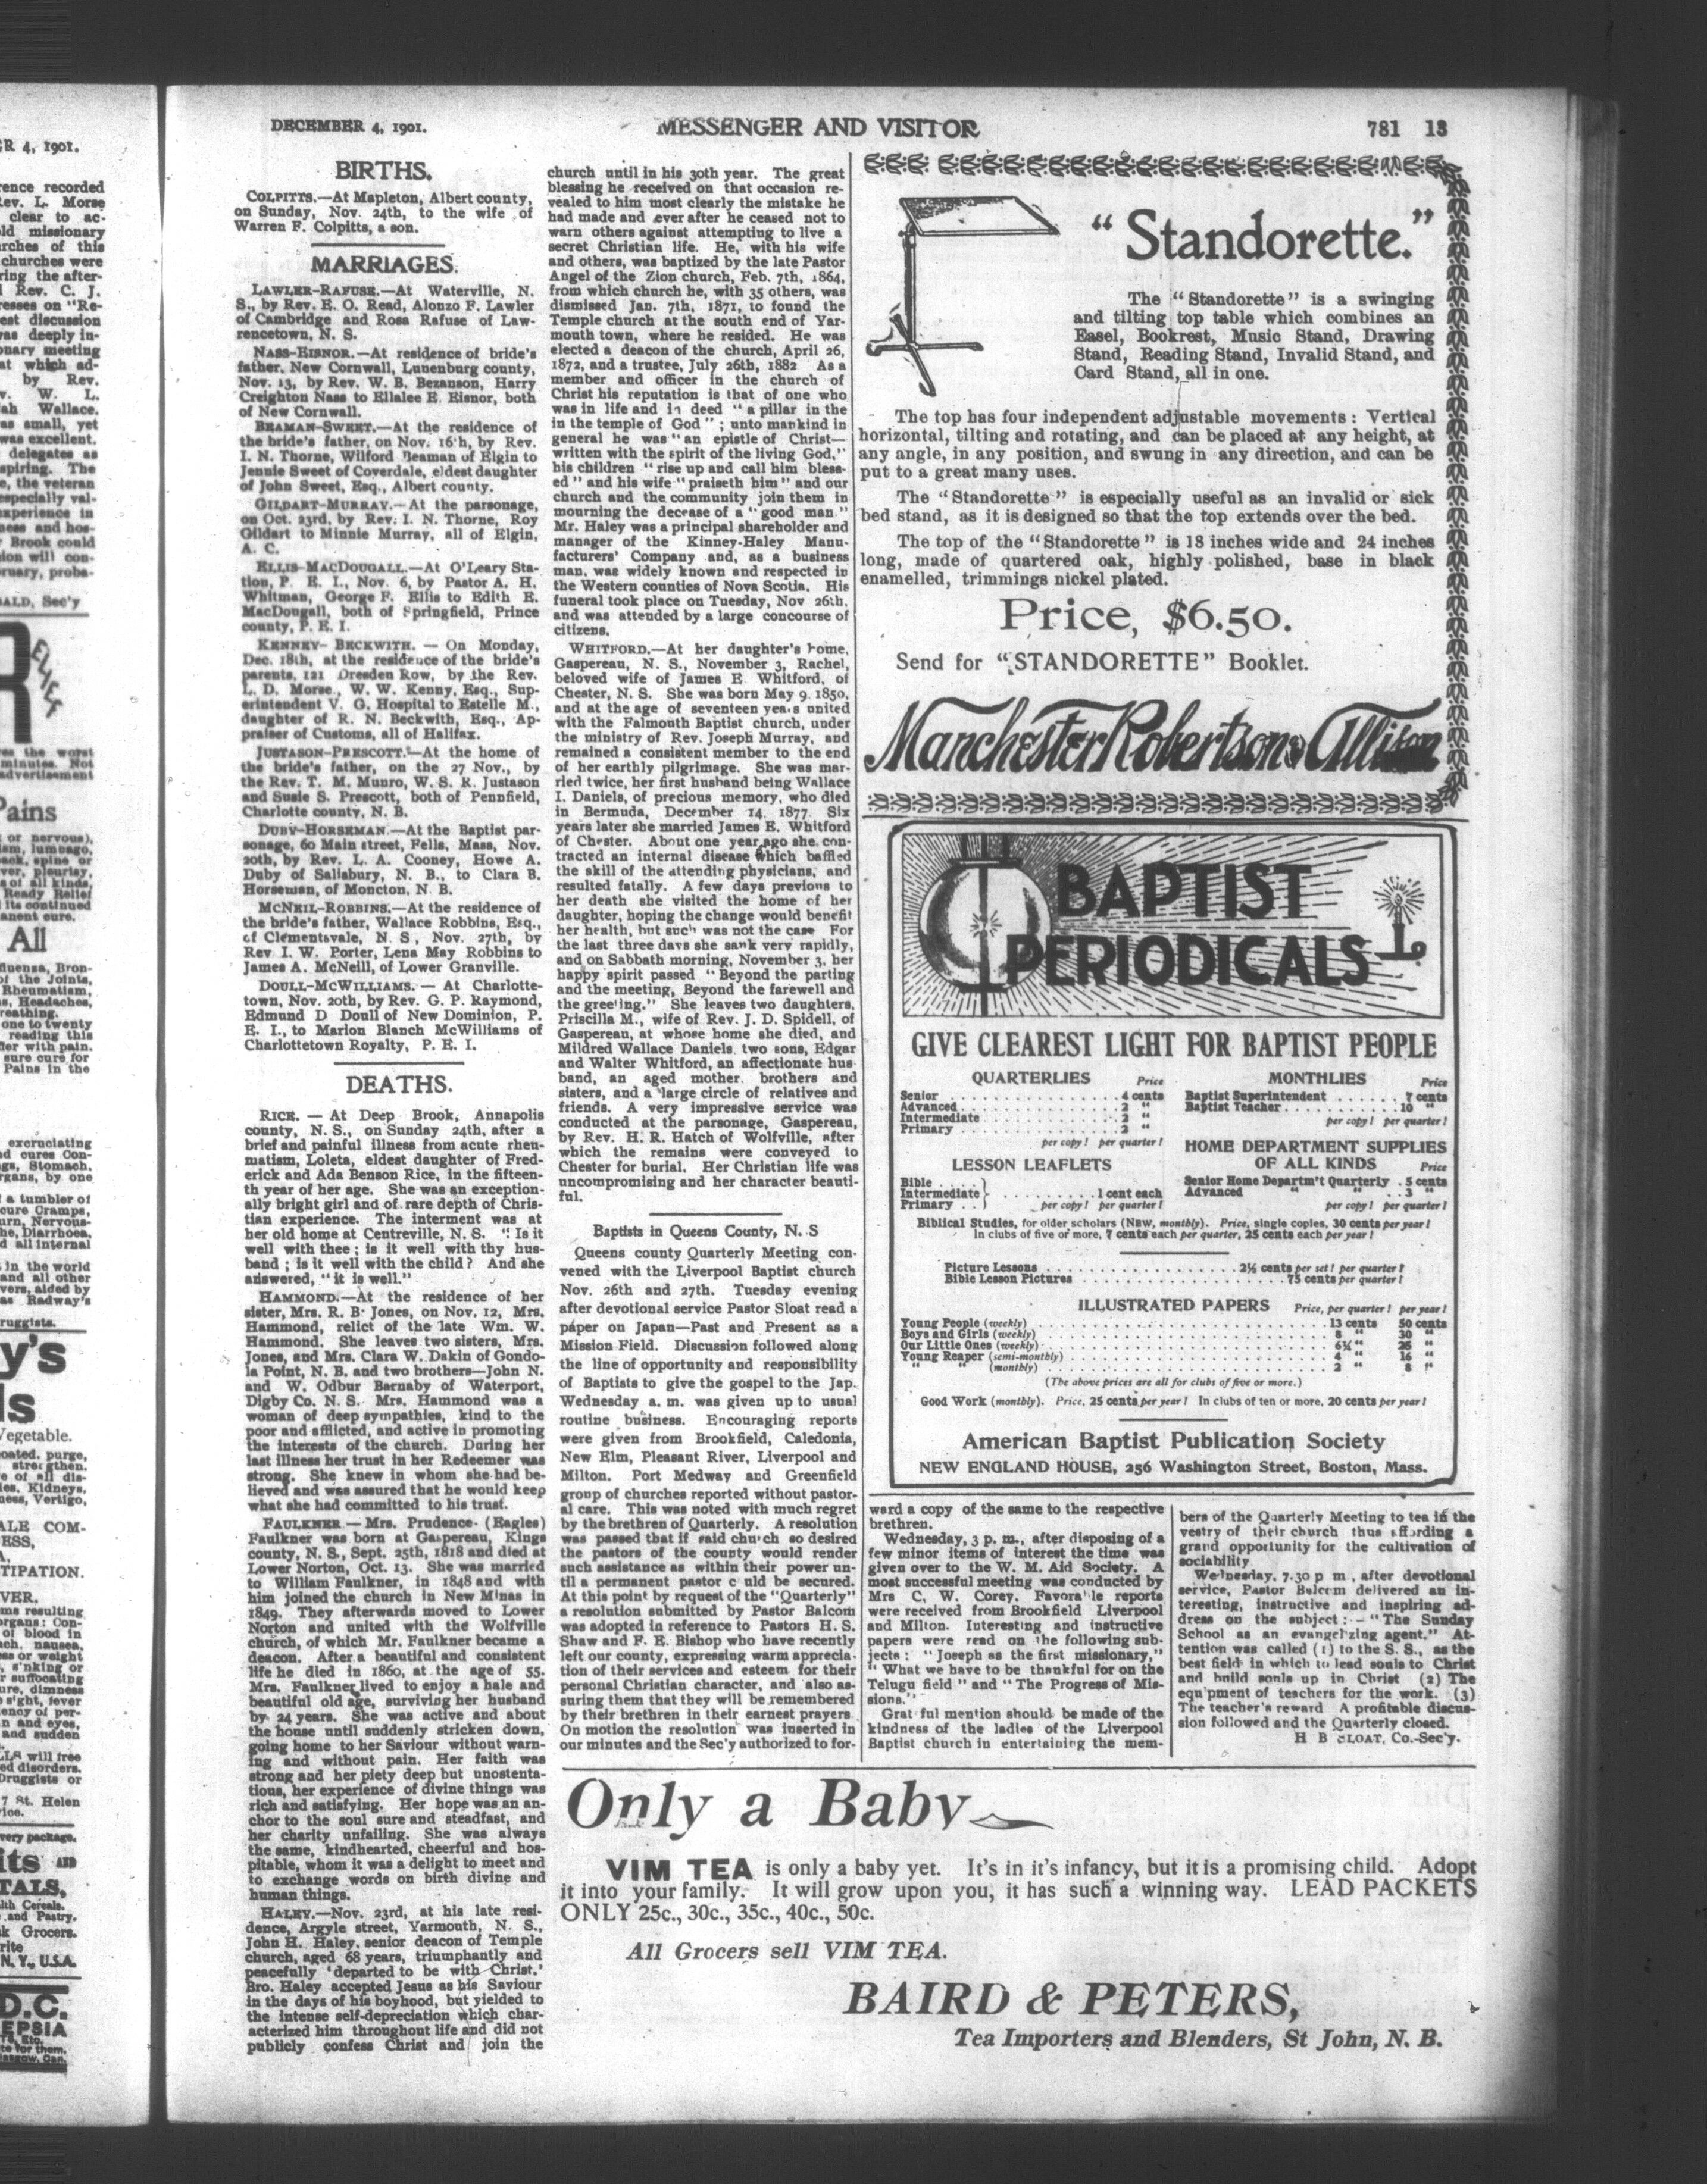 DECEMBER 4, 1901.
MESSENGER AND VISITOR
781 13
BIRTHS.
COLPITTS.—At Mapleton, Albert county,
on Sunday, Nov. 24th, to the wife of
Warren F. Colpitts, a son.
MARRIAGES.
LAWLER-RAFUSE.—At Waterville, N.
S., by Rev. E. O. Read, Alonzo F. Lawler
of Cambridge and Rosa Rafuse of Law-
rencetown, N. S.
NASS-EISNOR.—At residence of bride's
father, New Cornwall, Lunenburg county,
Nov. 13, by Rev. W. B. Bezanson, Harry
Creighton Nass to Ellalee E. Eisnor, both
of New Cornwall.
BEAMAN-SWEET.—At the residence of
the bride's father, on Nov. 16th, by Rev.
I. N. Thorne, Wilford Beaman of Elgin to
Jennie Sweet of Coverdale, eldest daughter
of John Sweet, Esq., Albert county.
GILDART-MURRAY.—At the parsonage,
on Oct. 23rd, by Rev. I. N. Thorne, Roy
Gildart to Minnie Murray, all of Elgin,
A. C.
ELLIS-MACDOUGALL.—At O'Leary Sta-
tion, P. E. I., Nov. 6, by Pastor A. H.
Whitman, George F. Ellis to Edith E.
MacDougall, both of Springfield, Prince
county, P. E. I.
KENNEY- BECKWITH. — On Monday,
Dec. 18th, at the residence of the bride's
parents, 121 Dresden Row, by the Rev.
L. D. Morse, W. W. Kenny, Esq., Sup-
erintendent V. G. Hospital to Estelle M.,
daughter of R. N. Beckwith, Esq., Ap-
praiser of Customs, all of Halifax.
JUSTASON-PRESCOTT.—At the home of
the bride's father, on the 27 Nov., by
the Rev. T. M. Munro, W. S. R. Justason
and Susie S. Prescott, both of Pennfield,
Charlotte county, N. B.
DUBY-HORSEMAN.—At the Baptist par-
sonage, 60 Main street, Fells, Mass, Nov.
20th, by Rev. L. A. Cooney, Howe A.
Duby of Salisbury, N. B., to Clara B.
Horseman, of Moncton, N. B.
MCNEIL-ROBBINS.—At the residence of
the bride's father, Wallace Robbins, Esq.,
of Clementsvale, N. S, Nov. 27th, by
Rev I. W. Porter, Lena May Robbins to
James A. McNeill, of Lower Granville.
DOULL-MCWILLIAMS. — At Charlotte-
town, Nov. 20th, by Rev. G. P. Raymond,
Edmund D Doull of New Dominion, P.
E. I., to Marion Blanch McWilliams of
Charlottetown Royalty, P. E. I.
DEATHS.
RICE. — At Deep Brook, Annapolis
county, N. S., on Sunday 24th, after a
brief and painful illness from acute rheu-
matism, Loleta, eldest daughter of Fred-
erick and Ada Benson Rice, in the fifteen-
th year of her age. She was an exception-
ally bright girl and of rare depth of Chris-
tian experience. The interment was at
her old home at Centreville, N. S. "Is it
well with thee ; is it well with thy hus-
band ; is it well with the child? And she
answered, "it is well."
HAMMOND.—At the residence of her
sister, Mrs. R. B. Jones, on Nov. 12, Mrs.
Hammond, relict of the late Wm. W.
Hammond. She leaves two sisters, Mrs.
Jones, and Mrs. Clara W. Dakin of Gondo-
la Point, N. B. and two brothers—John N.
and W. Odbur Barnaby of Waterport,
Digby Co. N. S. Mrs. Hammond was a
woman of deep sympathies, kind to the
poor and afflicted, and active in promoting
the interests of the church. During her
last illness her trust in her Redeemer was
strong. She knew in whom she had be-
lieved and was assured that he would keep
what she had committed to his trust.
FAULKNER — Mrs. Prudence (Eagles)
Faulkner was born at Gaspereau, Kings
county, N. S., Sept. 25th, 1818 and died at
Lower Norton, Oct. 13. She was married
to William Faulkner, in 1848 and with
him joined the church in New Minas in
1849. They afterwards moved to Lower
Norton and united with the Wolfville
church, of which Mr. Faulkner became a
deacon. After a beautiful and consistent
life he died in 1860, at the age of 55.
Mrs. Faulkner lived to enjoy a hale and
beautiful old age, surviving her husband
by 24 years. She was active and about
the house until suddenly stricken down,
going home to her Saviour without warn-
ing and without pain. Her faith was
strong and her piety deep but unostenta-
tious, her experience of divine things was
rich and satisfying. Her hope was an an-
chor to the soul sure and steadfast, and
her charity unfailing. She was always
the same, kindhearted, cheerful and hos-
pitable, whom it was a delight to meet and
to exchange words on birth divine and
human things.
HALEY.—Nov. 23rd, at his late resi-
dence, Argyle street, Yarmouth, N. S.,
John H. Haley, senior deacon of Temple
church, aged 68 years, triumphantly and
peacefully 'departed to be with Christ.'
Bro. Haley accepted Jesus as his Saviour
in the days of his boyhood, but yielded to
the intense self-depreciation which char-
acterized him throughout life and did not
publicly confess Christ and join the
church until in his 30th year. The great
blessing he received on that occasion re-
vealed to him most clearly the mistake he
had made and ever after he ceased not to
warn others against attempting to live a
secret Christian life. He, with his wife
and others, was baptized by the late Pastor
Angel of the Zion church, Feb. 7th, 1864,
from which church he, with 35 others, was
dismissed Jan. 7th, 1871, to found the
Temple church at the south end of Yar-
mouth town, where he resided. He was
elected a deacon of the church, April 26,
1872, and a trustee, July 26th, 1882 As a
member and officer in the church of
Christ his reputation is that of one who
was in life and in deed "a pillar in the
in the temple of God" ; unto mankind in
general he was "an epistle of Christ—
written with the spirit of the living God,"
his children "rise up and call him bless-
ed" and his wife "praiseth him" and our
church and the community join them in
mourning the decease of a "good man."
Mr. Haley was a principal shareholder and
manager of the Kinney-Haley Manu-
facturers' Company and, as a business
man, was widely known and respected in
the Western counties of Nova Scotia. His
funeral took place on Tuesday, Nov 26th,
and was attended by a large concourse of
citizens.
WHITFORD.—At her daughter's home,
Gaspereau, N. S., November 3, Rachel,
beloved wife of James E Whitford, of
Chester, N. S. She was born May 9, 1850,
and at the age of seventeen years united
with the Falmouth Baptist church, under
the ministry of Rev. Joseph Murray, and
remained a consistent member to the end
of her earthly pilgrimage. She was mar-
ried twice, her first husband being Wallace
I. Daniels, of precious memory, who died
in Bermuda, December 14, 1877. Six
years later she married James E. Whitford
of Chester. About one year ago she con-
tracted an internal disease which baffled
the skill of the attending physicians, and
resulted fatally. A few days previous to
her death she visited the home of her
daughter, hoping the change would benefit
her health, but such was not the case For
the last three days she sank very rapidly,
and on Sabbath morning, November 3, her
happy spirit passed "Beyond the parting
and the meeting, Beyond the farewell and
the greeting." She leaves two daughters,
Priscilla M., wife of Rev. J. D. Spidell, of
Gaspereau, at whose home she died, and
Mildred Wallace Daniels, two sons, Edgar
and Walter Whitford, an affectionate hus
band, an aged mother, brothers and
sisters, and a large circle of relatives and
friends. A very impressive service was
conducted at the parsonage, Gaspereau,
by Rev. H. R. Hatch of Wolfville, after
which the remains were conveyed to
Chester for burial. Her Christian life was
uncompromising and her character beauti-
ful.
Baptists in Queens County, N. S
Queens county Quarterly Meeting con-
vened with the Liverpool Baptist church
Nov. 26th and 27th. Tuesday evening
after devotional service Pastor Sloat read a
paper on Japan—Past and Present as a
Mission Field. Discussion followed along
the line of opportunity and responsibility
of Baptists to give the gospel to the Jap.
Wednesday a. m. was given up to usual
routine business. Encouraging reports
were given from Brookfield, Caledonia,
New Elm, Pleasant River, Liverpool and
Milton. Port Medway and Greenfield
group of churches reported without pastor-
al care. This was noted with much regret
by the brethren of Quarterly. A resolution
was passed that if said church so desired
the pastors of the county would render
such assistance as within their power un-
til a permanent pastor c uld be secured.
At this point by request of the "Quarterly"
a resolution submitted by Pastor Balcom
was adopted in reference to Pastors H. S.
Shaw and F. E. Bishop who have recently
left our county, expressing warm apprecia-
tion of their services and esteem for their
personal Christian character, and also as-
suring them that they will be remembered
by their brethren in their earnest prayers
On motion the resolution was inserted in
our minutes and the Sec'y authorized to for-
"Standorette."
The "Standorette" is a swinging
and tilting top table which combines an
Easel, Bookrest, Music Stand, Drawing
Stand, Reading Stand, Invalid Stand, and
Card Stand, all in one.
The top has four independent adjustable movements : Vertical
horizontal, tilting and rotating, and can be placed at any height, at
any angle, in any position, and swung in any direction, and can be
put to a great many uses.
The "Standorette" is especially useful as an invalid or sick
bed stand, as it is designed so that the top extends over the bed.
The top of the "Standorette" is 18 inches wide and 24 inches
long, made of quartered oak, highly polished, base in black
enamelled, trimmings nickel plated.
Price, $6.50.
Send for "STANDORETTE" Booklet.
Manchester Robertson & Allison
BAPTIST
PERIODICALS
GIVE CLEAREST LIGHT FOR BAPTIST PEOPLE
QUARTERLIES Price
Senior . . . 4 cents
Advanced . . . 2 "
Intermediate . . . 2 "
Primary . . . 2 "
per copy! per quarter!
MONTHLIES Price
Baptist Superintendent . . . 7 cents
Baptist Teacher . . . 10 "
per copy! per quarter!
LESSON LEAFLETS
Bible . . .
Intermediate . . . 1 cent each
Primary . .
per copy! per quarter!
HOME DEPARTMENT SUPPLIES
OF ALL KINDS Price
Senior Home Departm't Quarterly . 5 cents
Advanced " " . . 3 "
per copy! per quarter!
Biblical Studies, for older scholars (NEW, monthly). Price, single copies, 30 cents per year!
In clubs of five or more, 7 cents each per quarter, 25 cents each per year!
Picture Lessons . . . 2½ cents per set! per quarter!
Bible Lesson Pictures . . . 75 cents per quarter!
ILLUSTRATED PAPERS Price, per quarter! per year!
Young People (weekly) . . . 13 cents 50 cents
Boys and Girls (weekly) . . . 8 " 30 "
Our Little Ones (weekly) . . . 6¼ " 25 "
Young Reaper (semi-monthly) . . . 4 " 16 "
" " (monthly) . . . 2 " 8 "
(The above prices are all for clubs of five or more.)
Good Work (monthly). Price, 25 cents per year! In clubs of ten or more, 20 cents per year!
American Baptist Publication Society
NEW ENGLAND HOUSE, 256 Washington Street, Boston, Mass.
ward a copy of the same to the respective
brethren.
Wednesday, 3 p. m., after disposing of a
few minor items of interest the time was
given over to the W. M. Aid Society. A
most successful meeting was conducted by
Mrs C. W. Corey. Favorable reports
were received from Brookfield Liverpool
and Milton. Interesting and instructive
papers were read on the following sub-
jects : "Joseph as the first missionary,"
"What we have to be thankful for on the
Telugu field" and "The Progress of Mis-
sions."
Grat ful mention should be made of the
kindness of the ladies of the Liverpool
Baptist church in entertaining the mem-
bers of the Quarterly Meeting to tea in the
vestry of their church thus affording a
grand opportunity for the cultivation of
sociability
Wednesday, 7.30 p m, after devotional
service, Pastor Balcom delivered an in-
teresting, instructive and inspiring ad-
dress on the subject : — "The Sunday
School as an evangelizing agent." At-
tention was called (1) to the S. S., as the
best field in which to lead souls to Christ
and build souls up in Christ (2) The
equipment of teachers for the work. (3)
The teacher's reward A profitable discus-
sion followed and the Quarterly closed.
H B SLOAT, Co.-Sec'y.
Only a Baby
VIM TEA is only a baby yet. It's in it's infancy, but it is a promising child. Adopt
it into your family. It will grow upon you, it has such a winning way. LEAD PACKETS
ONLY 25c., 30c., 35c., 40c., 50c.
All Grocers sell VIM TEA.
BAIRD & PETERS,
Tea Importers and Blenders, St John, N. B.